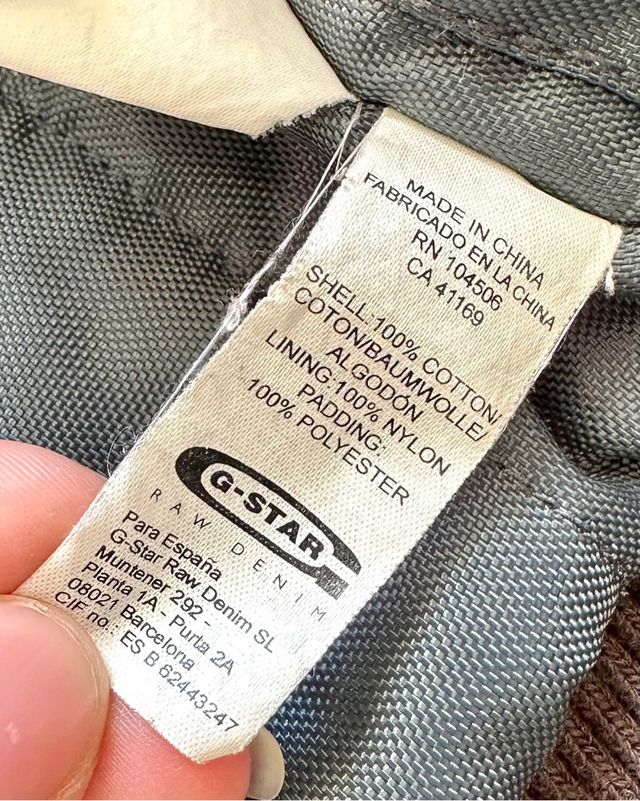 MADE IN CHINA
FABRICADO EN LA CHINA
RN 104506
CA 41169
SHELL:100% COTTON/
COTON/BAUMWOLLE/
ALGODÓN
LINING:100% NYLON
PADDING:
100% POLYESTER
G-STAR
RAW DENIM
Para España
G-Star Raw Denim SL
Muntener 292 -
Planta 1A - Purta 2A
08021 Barcelona
CIF no. ES B 62443247